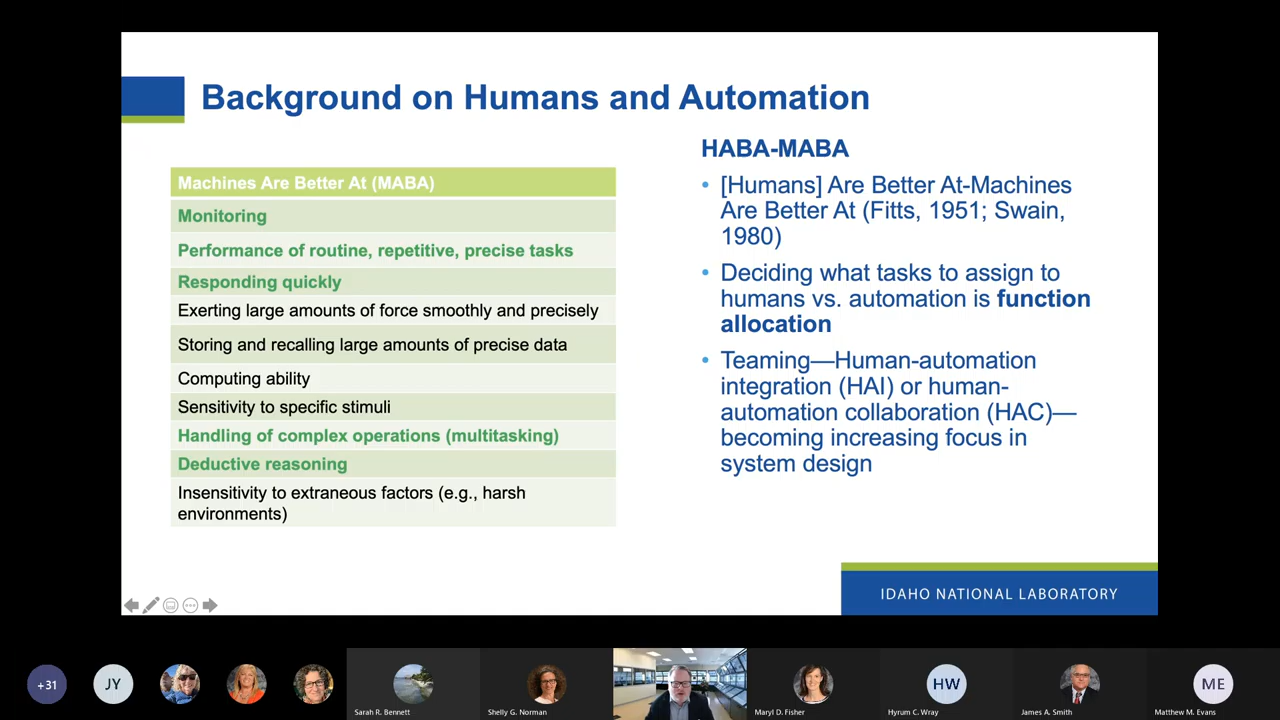 Background on Humans and Automation
Machines Are Better At (MABA)
Monitoring
Performance of routine, repetitive, precise tasks
Responding quickly
Exerting large amounts of force smoothly and precisely
Storing and recalling large amounts of precise data
Computing ability
Sensitivity to specific stimuli
Handling of complex operations (multitasking)
Deductive reasoning
Insensitivity to extraneous factors (e.g., harsh
environments)
HABA-MABA
• [Humans] Are Better At-Machines
Are Better At (Fitts, 1951; Swain,
1980)
• Deciding what tasks to assign to
humans vs. automation is function
allocation
• Teaming—Human-automation
integration (HAI) or human-
automation collaboration (HAC)—
becoming increasing focus in
system design
IDAHO NATIONAL LABORATORY
+31
JY
Sarah R. Bennett
Shelly G. Norman
Maryl D. Fisher
HW
Hyrum C. Wray
James A. Smith
ME
Matthew M. Evans